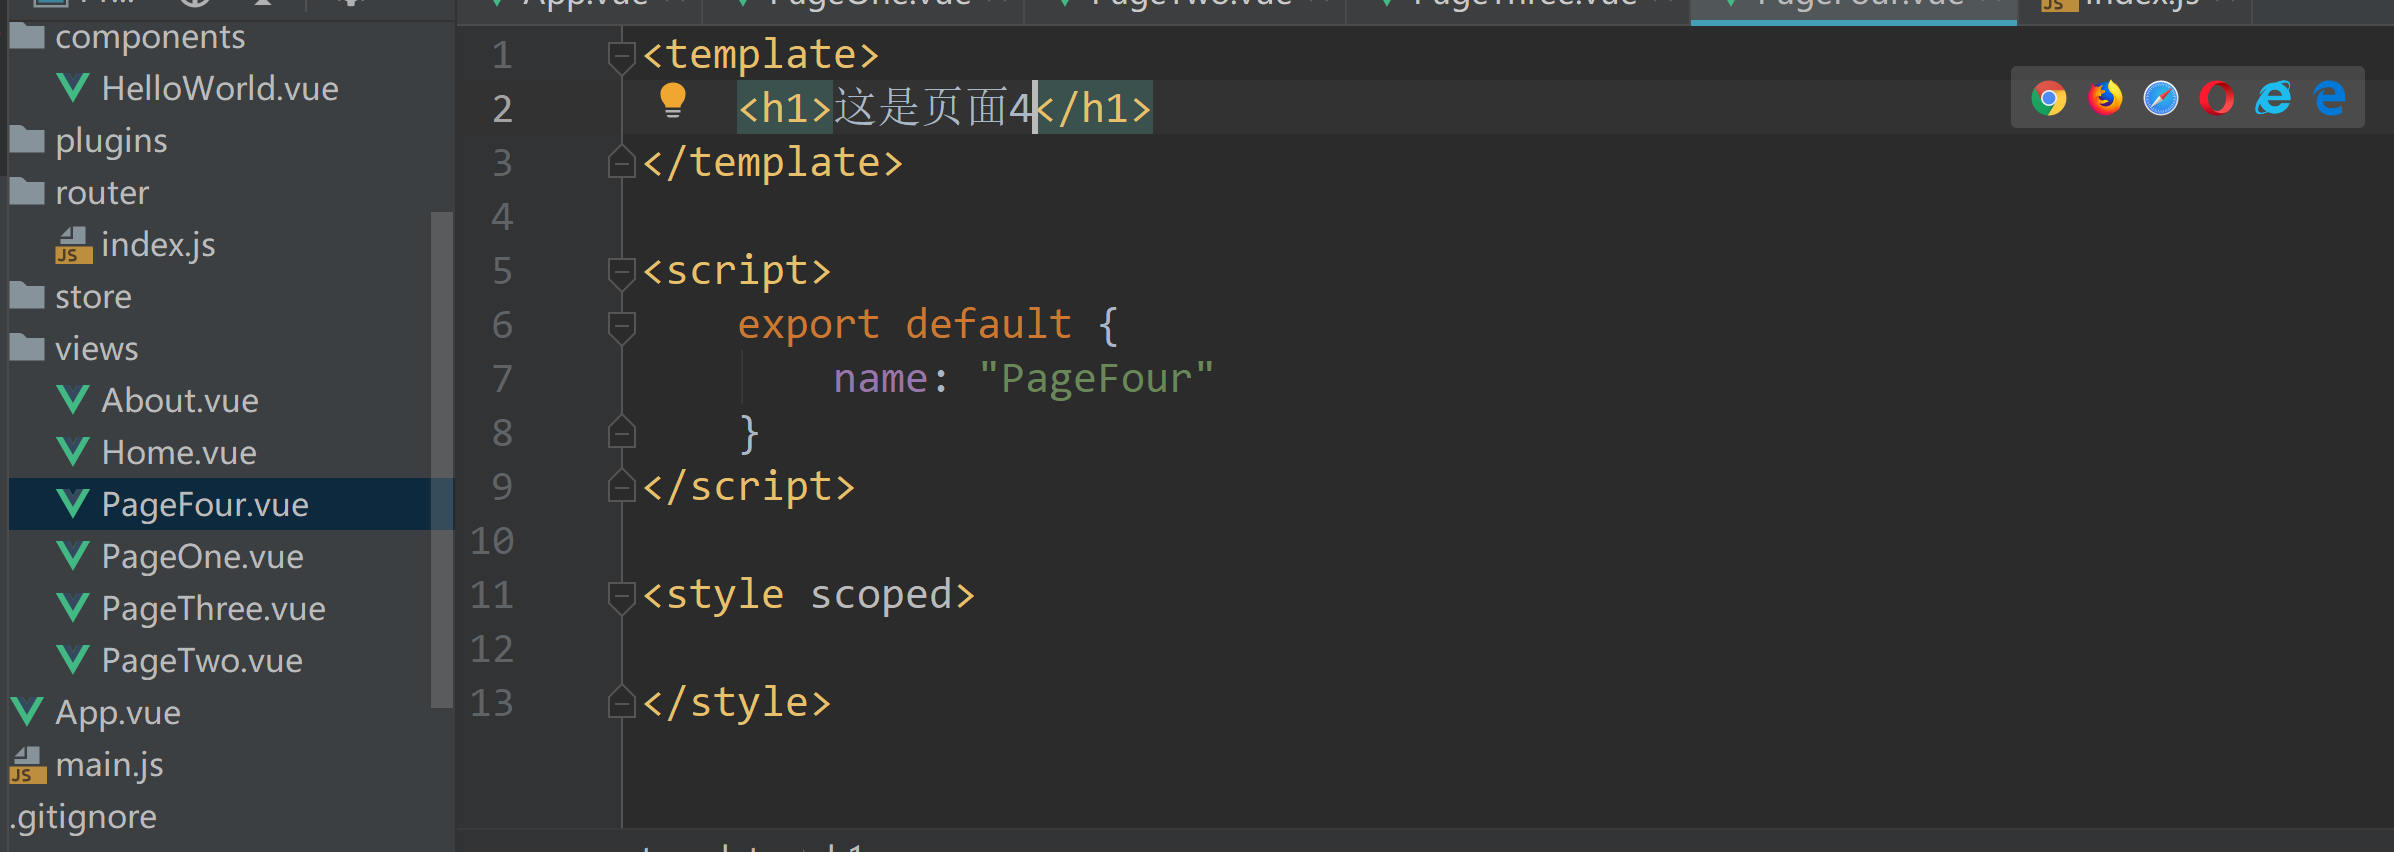 App.vue
PageOne.vue
PageTwo.vue
PageThree.vue
PageFour.vue
index.js
components
HelloWorld.vue
plugins
router
index.js
store
views
About.vue
Home.vue
PageFour.vue
PageOne.vue
PageThree.vue
PageTwo.vue
App.vue
main.js
.gitignore
1 <template>
2 <h1>这是页面4</h1>
3 </template>
4
5 <script>
6 export default {
7 name: "PageFour"
8 }
9 </script>
10
11 <style scoped>
12
13 </style>